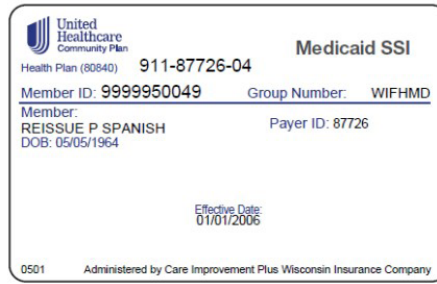 United
Healthcare
Community Plan
Medicaid SSI
Health Plan (80840) 911-87726-04
Member ID: 9999950049 Group Number: WIFHMD
Member:
REISSUE P SPANISH Payer ID: 87726
DOB: 05/05/1964
Effective Date:
01/01/2006
0501 Administered by Care Improvement Plus Wisconsin Insurance Company